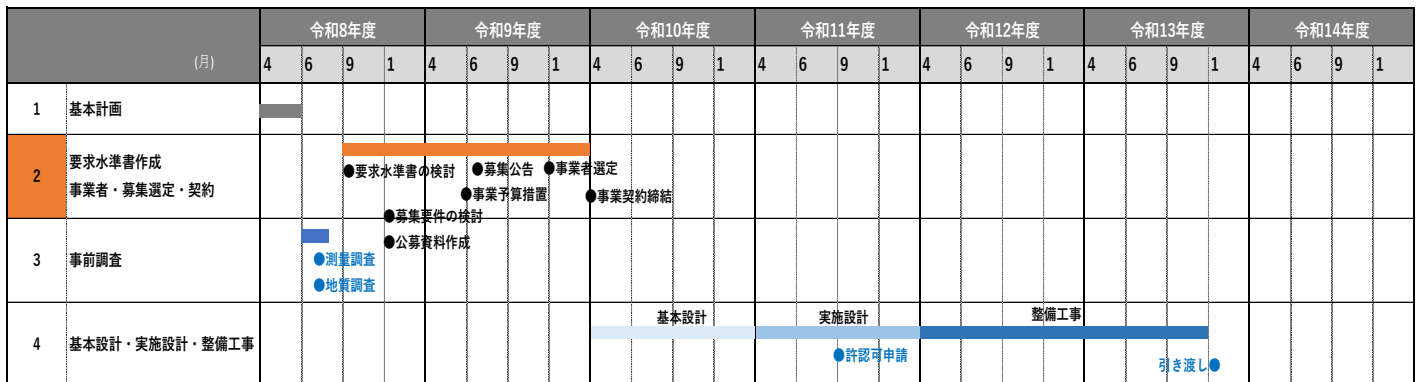 令和8年度 令和9年度 令和10年度 令和11年度 令和12年度 令和13年度 令和14年度
(月) 4 6 9 1 4 6 9 1 4 6 9 1 4 6 9 1 4 6 9 1 4 6 9 1 4 6 9 1
1 基本計画
2 要求水準書作成
事業者・募集選定・契約
●要求水準書の検討 ●募集公告 ●事業者選定
●事業予算措置 ●事業契約締結
●募集要件の検討
●公募資料作成
3 事前調査
●測量調査
●地質調査
4 基本設計・実施設計・整備工事
基本設計 実施設計 整備工事
●許認可申請 引き渡し●